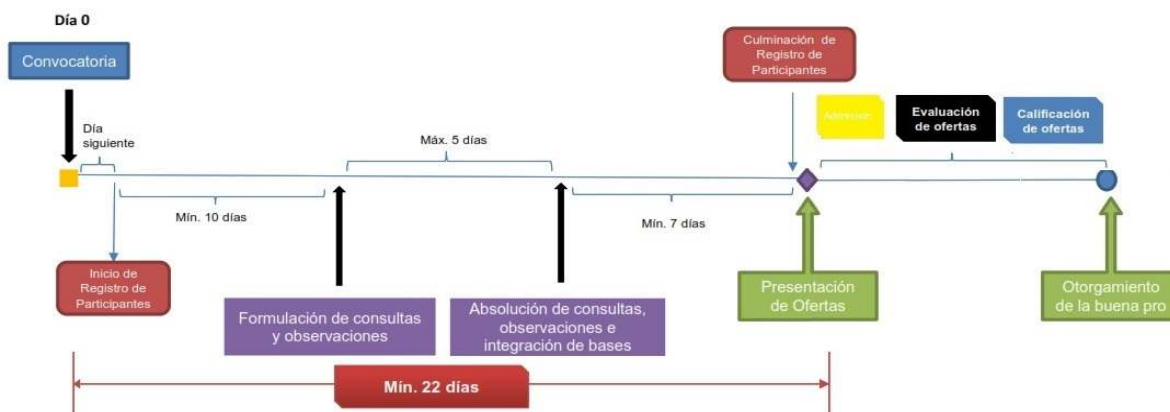 Día 0
Convocatoria
Culminación de
Registro de
Participantes
Admisión
Evaluación
de ofertas
Calificación
de ofertas
Día
siguiente
Máx. 5 días
Mín. 10 días
Mín. 7 días
Inicio de
Registro de
Participantes
Formulación de consultas
y observaciones
Absolución de consultas,
observaciones e
integración de bases
Presentación
de Ofertas
Otorgamiento
de la buena pro
Mín. 22 días